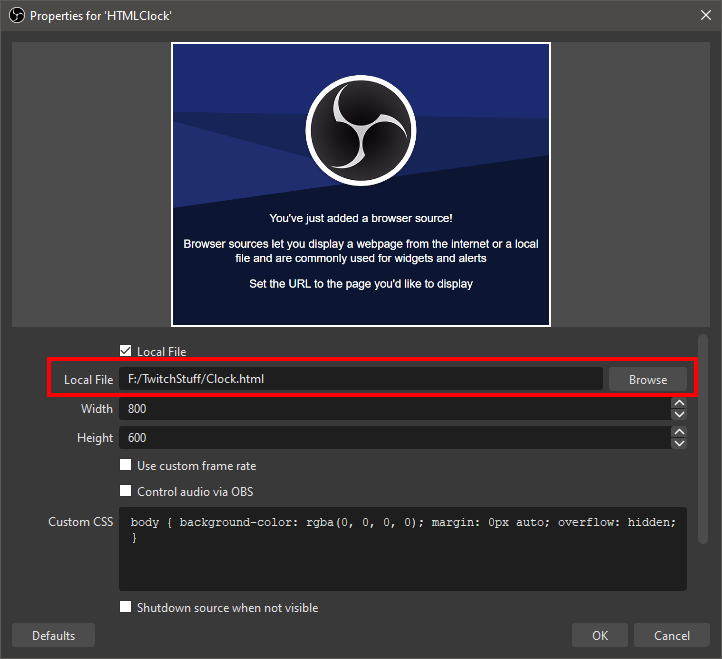 Properties for 'HTMLClock'
You've just added a browser source!
Browser sources let you display a webpage from the internet or a local
file and are commonly used for widgets and alerts
Set the URL to the page you'd like to display
Local File
Local File F:/TwitchStuff/Clock.html Browse
Width 800
Height 600
Use custom frame rate
Control audio via OBS
Custom CSS body { background-color: rgba(0, 0, 0, 0); margin: 0px auto; overflow: hidden;
}
Shutdown source when not visible
Defaults OK Cancel